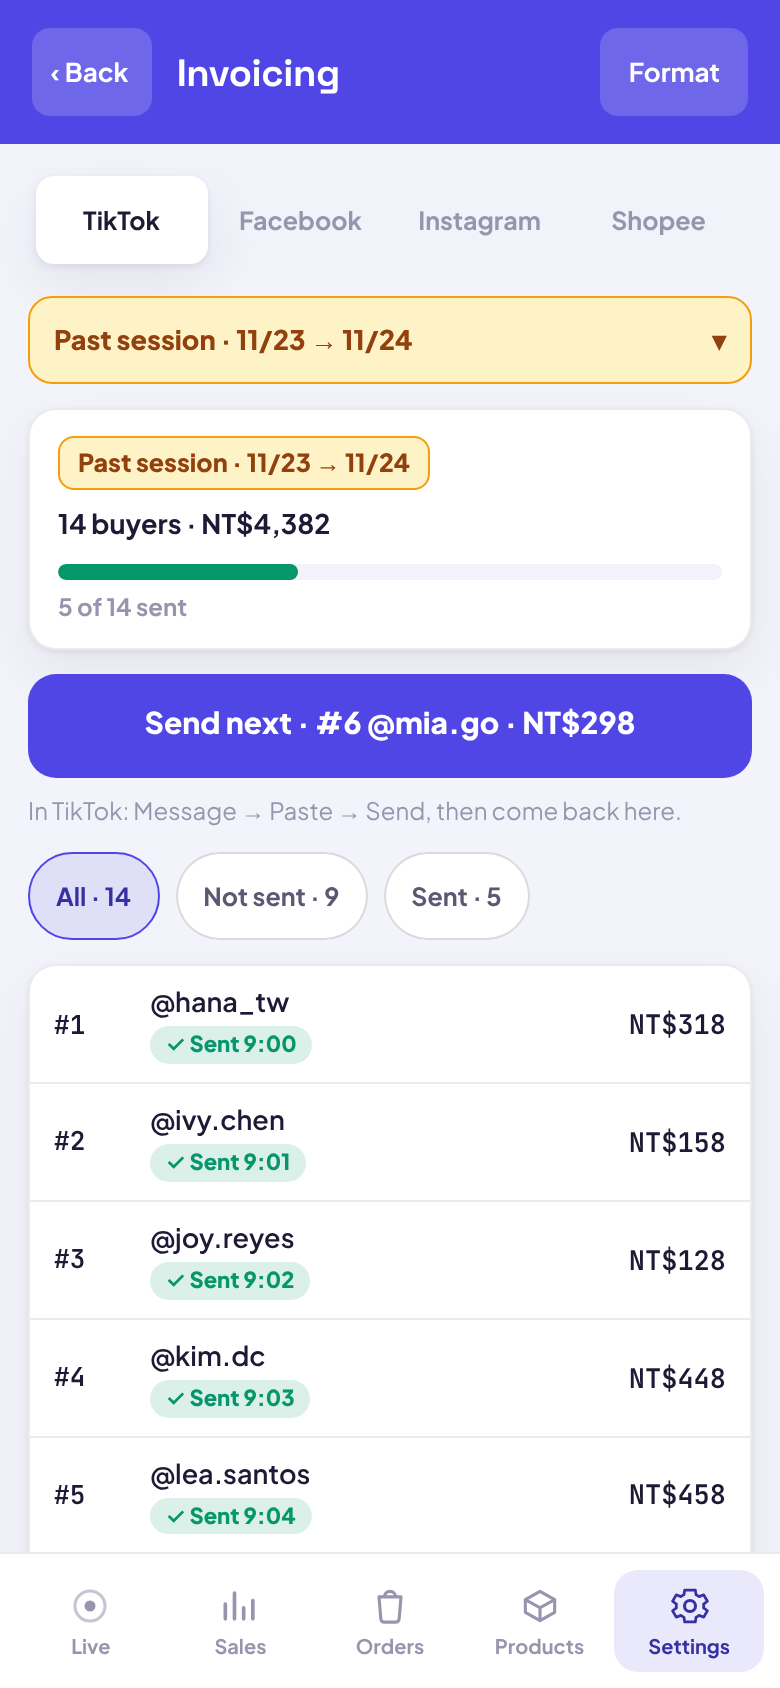 ‹ Back
Invoicing
Format
TikTok
Facebook
Instagram
Shopee
Past session · 11/23 → 11/24 ▼
Past session · 11/23 → 11/24
14 buyers · NT$4,382
5 of 14 sent
Send next · #6 @mia.go · NT$298
In TikTok: Message → Paste → Send, then come back here.
All · 14
Not sent · 9
Sent · 5
#1
@hana_tw
✓ Sent 9:00
NT$318
#2
@ivy.chen
✓ Sent 9:01
NT$158
#3
@joy.reyes
✓ Sent 9:02
NT$128
#4
@kim.dc
✓ Sent 9:03
NT$448
#5
@lea.santos
✓ Sent 9:04
NT$458
Live
Sales
Orders
Products
Settings